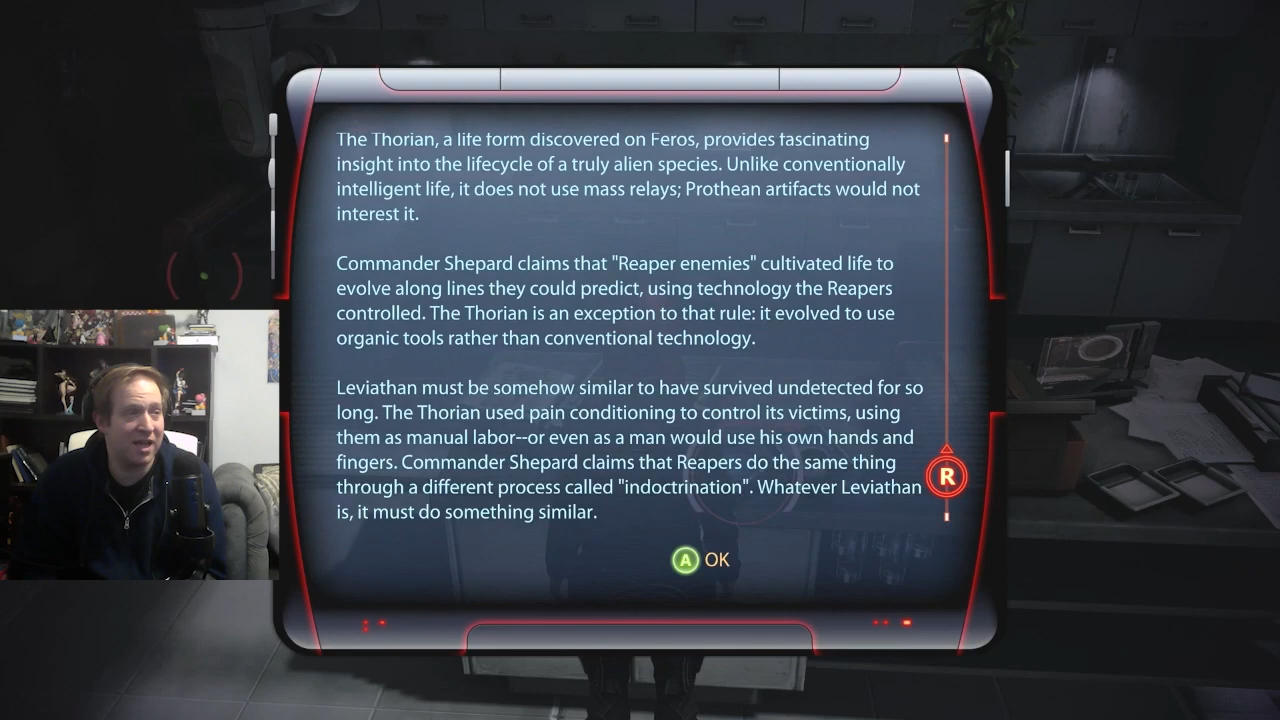 The Thorian, a life form discovered on Feros, provides fascinating
insight into the lifecycle of a truly alien species. Unlike conventionally
intelligent life, it does not use mass relays; Prothean artifacts would not
interest it.
Commander Shepard claims that "Reaper enemies" cultivated life to
evolve along lines they could predict, using technology the Reapers
controlled. The Thorian is an exception to that rule: it evolved to use
organic tools rather than conventional technology.
Leviathan must be somehow similar to have survived undetected for so
long. The Thorian used pain conditioning to control its victims, using
them as manual labor--or even as a man would use his own hands and
fingers. Commander Shepard claims that Reapers do the same thing
through a different process called "indoctrination". Whatever Leviathan
is, it must do something similar.
R
A OK